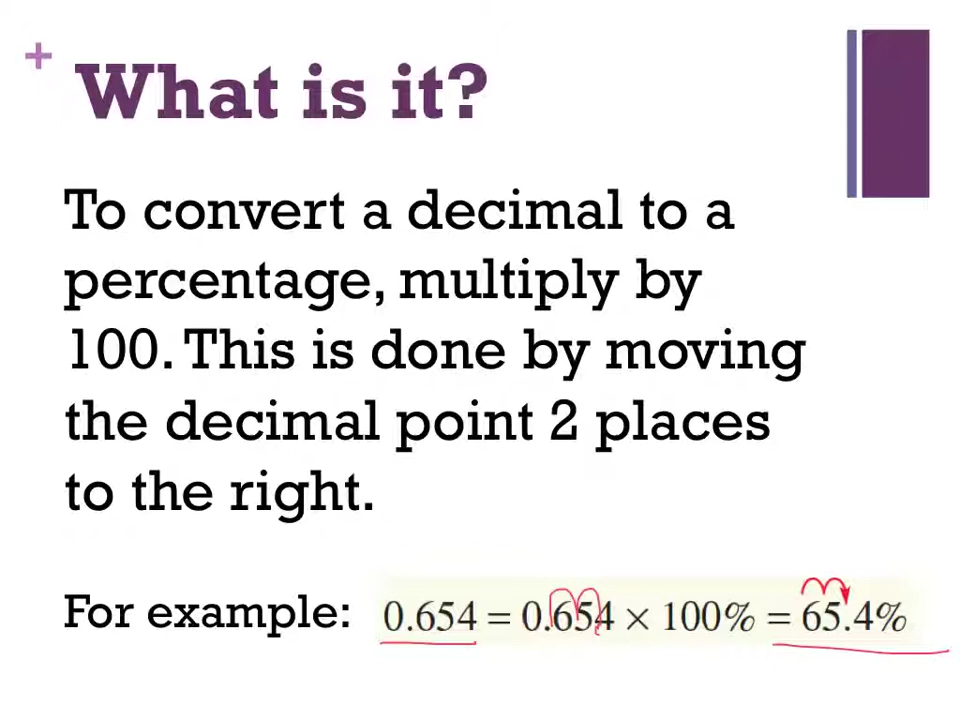 +
What is it?
To convert a decimal to a
percentage, multiply by
100. This is done by moving
the decimal point 2 places
to the right.
For example: 0.654 = 0.654 × 100% = 65.4%